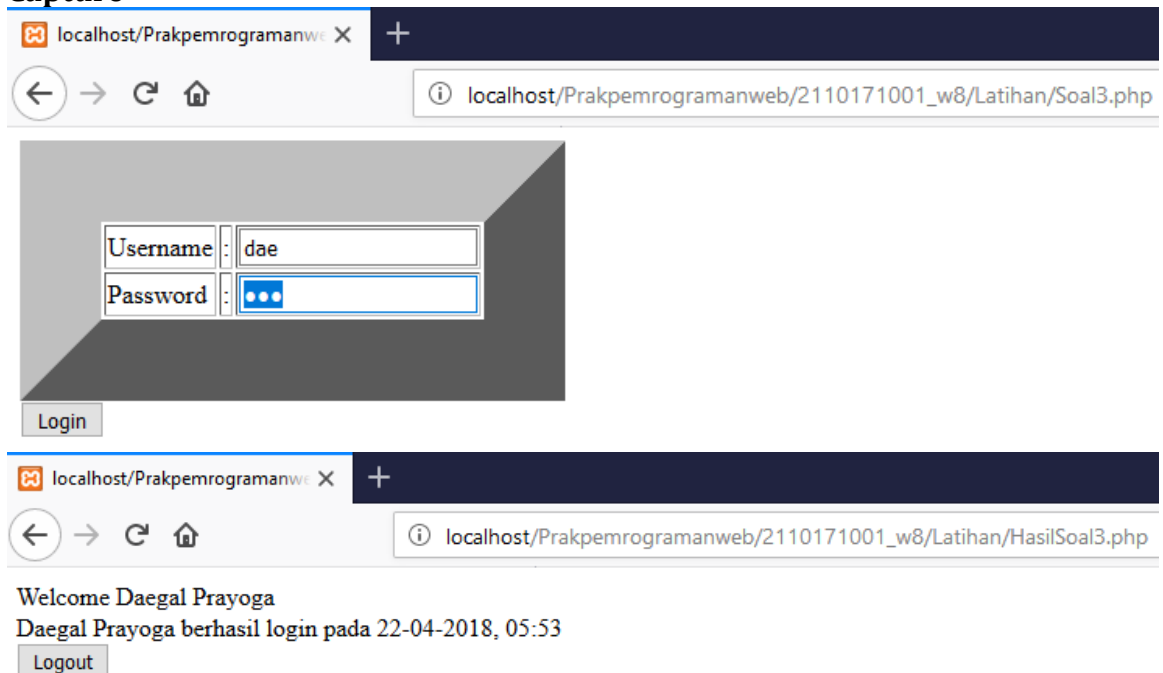 localhost/Prakpemrogramanwe
localhost/Prakpemrogramanweb/2110171001_w8/Latihan/Soal3.php
Username : dae
Password : •••
Login
localhost/Prakpemrogramanwe
localhost/Prakpemrogramanweb/2110171001_w8/Latihan/HasilSoal3.php
Welcome Daegal Prayoga
Daegal Prayoga berhasil login pada 22-04-2018, 05:53
Logout